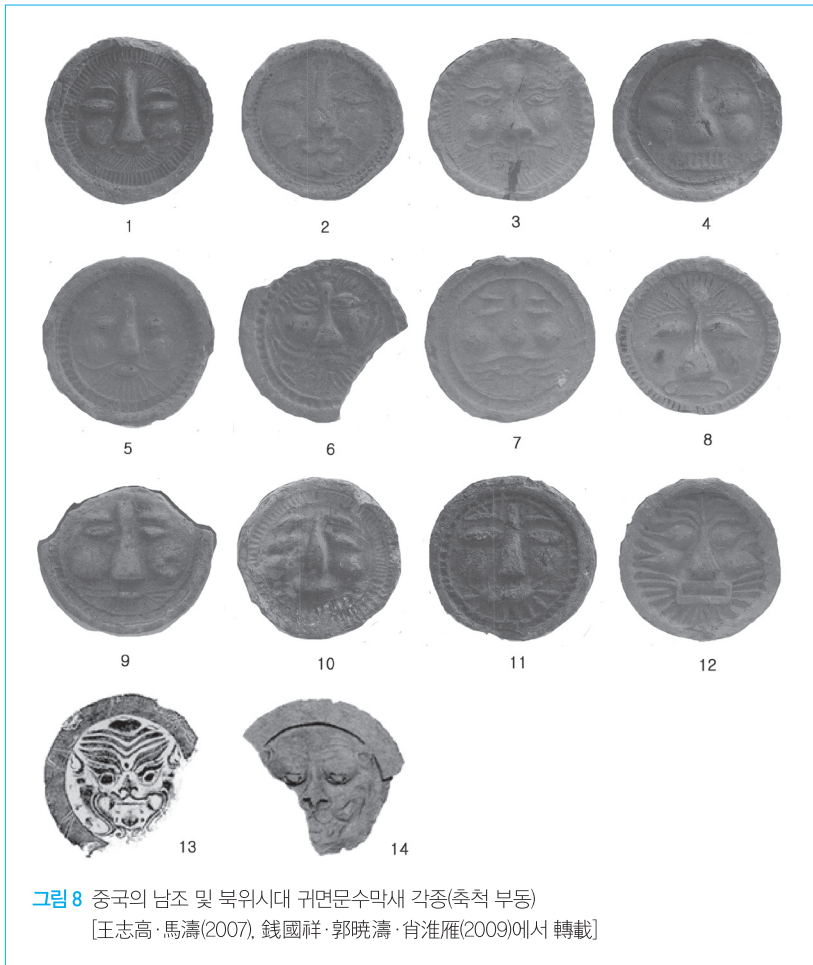 1 2 3 4
5 6 7 8
9 10 11 12
13 14
그림 8 중국의 남조 및 북위시대 귀면문수막새 각종(축척 부동)
[王志高·馬濤(2007), 銭國祥·郭暁濤·肖淮雁(2009)에서 轉載]